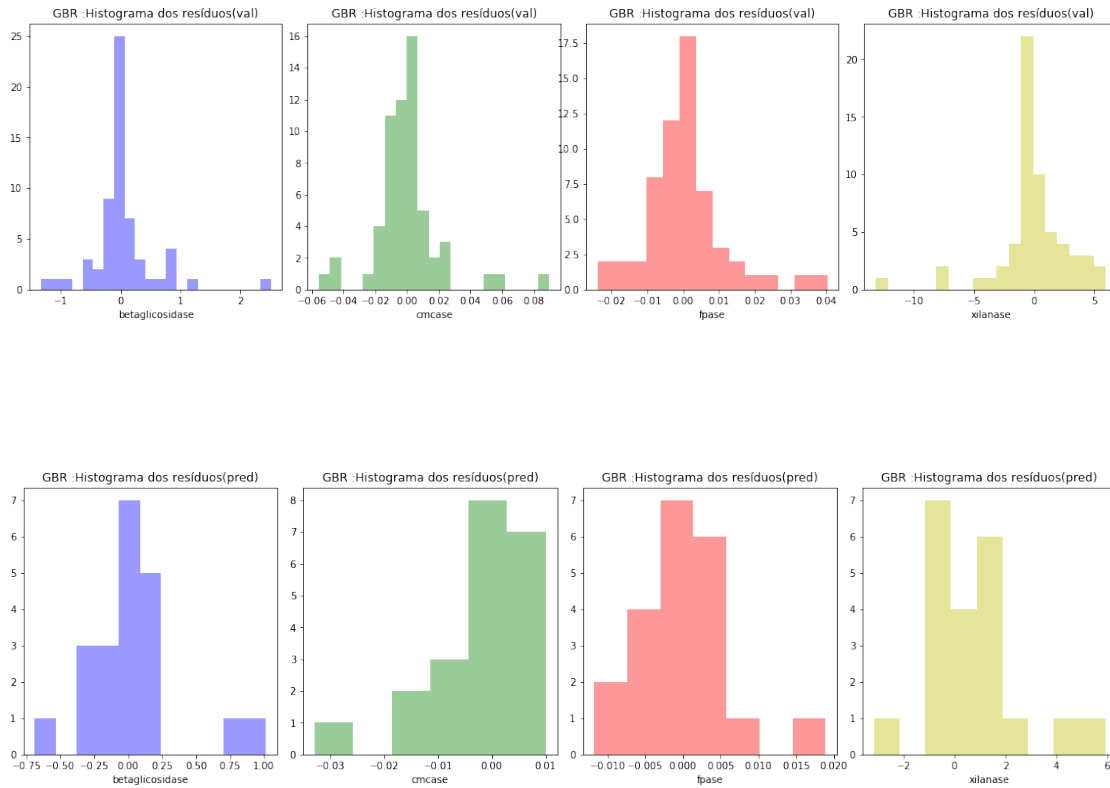 GBR :Histograma dos resíduos(val)
GBR :Histograma dos resíduos(val)
GBR :Histograma dos resíduos(val)
GBR :Histograma dos resíduos(val)
25
20
15
10
5
0
−1 0 1 2
betaglicosidase
16
14
12
10
8
6
4
2
0
−0.06 −0.04 −0.02 0.00 0.02 0.04 0.06 0.08
cmcase
17.5
15.0
12.5
10.0
7.5
5.0
2.5
0.0
−0.02 −0.01 0.00 0.01 0.02 0.03 0.04
fpase
20
15
10
5
0
−10 −5 0 5
xilanase
GBR :Histograma dos resíduos(pred)
GBR :Histograma dos resíduos(pred)
GBR :Histograma dos resíduos(pred)
GBR :Histograma dos resíduos(pred)
7
6
5
4
3
2
1
0
−0.75 −0.50 −0.25 0.00 0.25 0.50 0.75 1.00
betaglicosidase
8
7
6
5
4
3
2
1
0
−0.03 −0.02 −0.01 0.00 0.01
cmcase
7
6
5
4
3
2
1
0
−0.010 −0.005 0.000 0.005 0.010 0.015 0.020
fpase
7
6
5
4
3
2
1
0
−2 0 2 4 6
xilanase